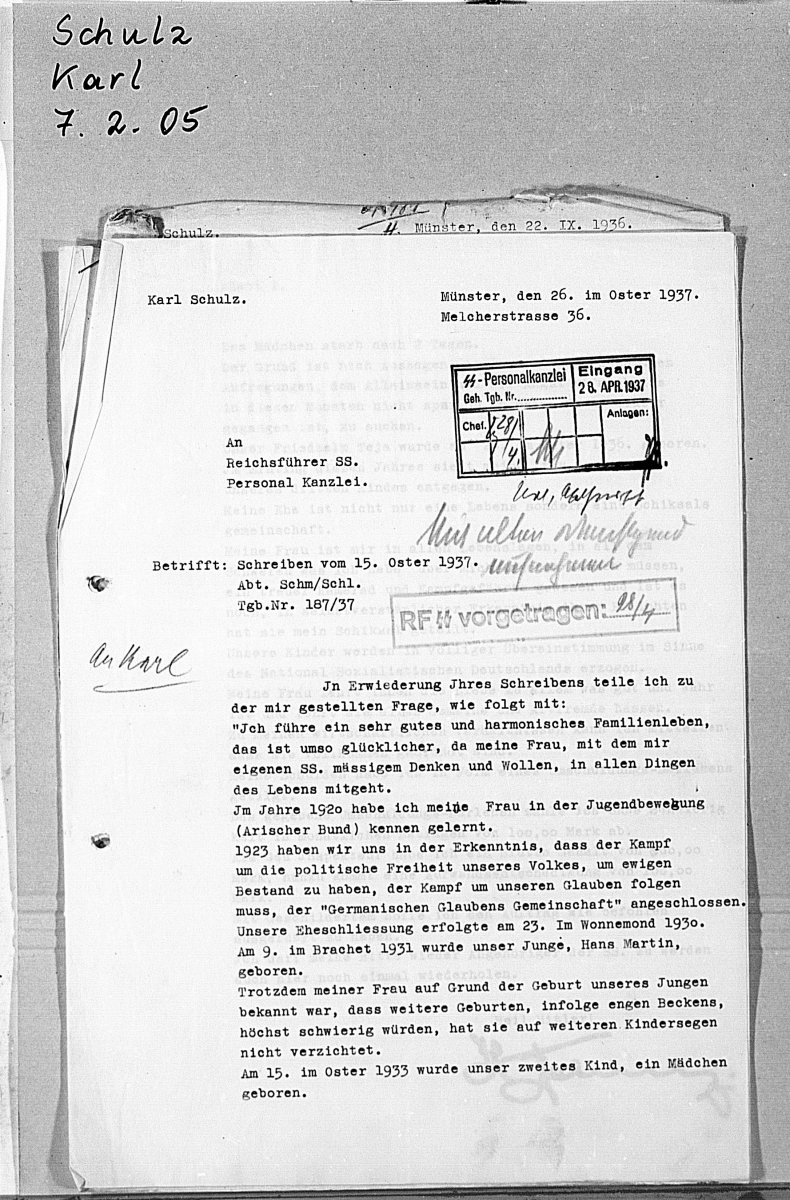 Schulz
Karl
7. 2. 05
Schulz.
Münster, den 22. IX. 1936.
Karl Schulz.
Münster, den 26. im Oster 1937.
Melcherstrasse 36.
SS-Personalkanzlei
Geh. Tgb. Nr.
Eingang
28. APR. 1937
Chef.
28/4.
Anlagen:
An
Reichsführer SS.
Personal Kanzlei.
Betrifft: Schreiben vom 15. Oster 1937.
Abt. Schm/Schl.
Tgb.Nr. 187/37
RFSS vorgetragen: 28/4
An Karl
Jn Erwiederung Jhres Schreibens teile ich zu
der mir gestellten Frage, wie folgt mit:
"Jch führe ein sehr gutes und harmonisches Familienleben,
das ist umso glücklicher, da meine Frau, mit dem mir
eigenen SS. mässigem Denken und Wollen, in allen Dingen
des Lebens mitgeht.
Jm Jahre 192o habe ich meine Frau in der Jugendbewegung
(Arischer Bund) kennen gelernt.
1923 haben wir uns in der Erkenntnis, dass der Kampf
um die politische Freiheit unseres Volkes, um ewigen
Bestand zu haben, der Kampf um unseren Glauben folgen
muss, der "Germanischen Glaubens Gemeinschaft" angeschlossen.
Unsere Eheschliessung erfolgte am 23. Im Wonnemond 193o.
Am 9. im Brachet 1931 wurde unser Junge, Hans Martin,
geboren.
Trotzdem meiner Frau auf Grund der Geburt unseres Jungen
bekannt war, dass weitere Geburten, infolge engen Beckens,
höchst schwierig würden, hat sie auf weiteren Kindersegen
nicht verzichtet.
Am 15. im Oster 1933 wurde unser zweites Kind, ein Mädchen
geboren.